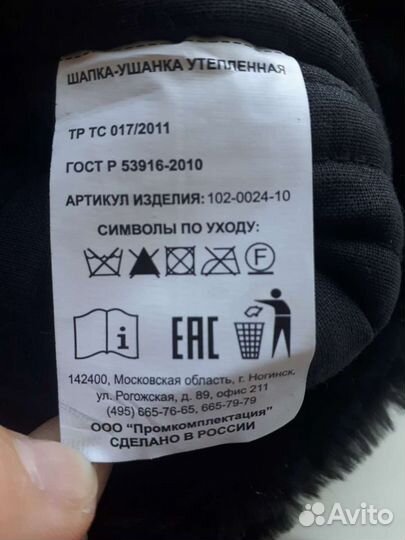 ШАПКА-УШАНКА УТЕПЛЕННАЯ
ТР ТС 017/2011
ГОСТ Р 53916-2010
АРТИКУЛ ИЗДЕЛИЯ: 102-0024-10
СИМВОЛЫ ПО УХОДУ:
F
i
EAC
142400, Московская область, г. Ногинск,
ул. Рогожская, д. 89, офис 211
(495) 665-76-65, 665-79-79
ООО "Промкомплектация"
СДЕЛАНО В РОССИИ
Avito